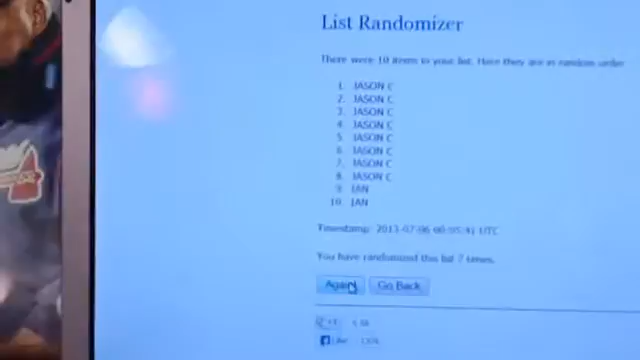 List Randomizer
There were 10 items in your list. Here they are in random order
1. JASON C
2. JASON C
3. JASON C
4. JASON C
5. JASON C
6. JASON C
7. JASON C
8. JASON C
9. IAN
10. IAN
Timestamp: 2013-07-06 00:05:41 UTC
You have randomized this list 7 times.
Again! Go Back
Like